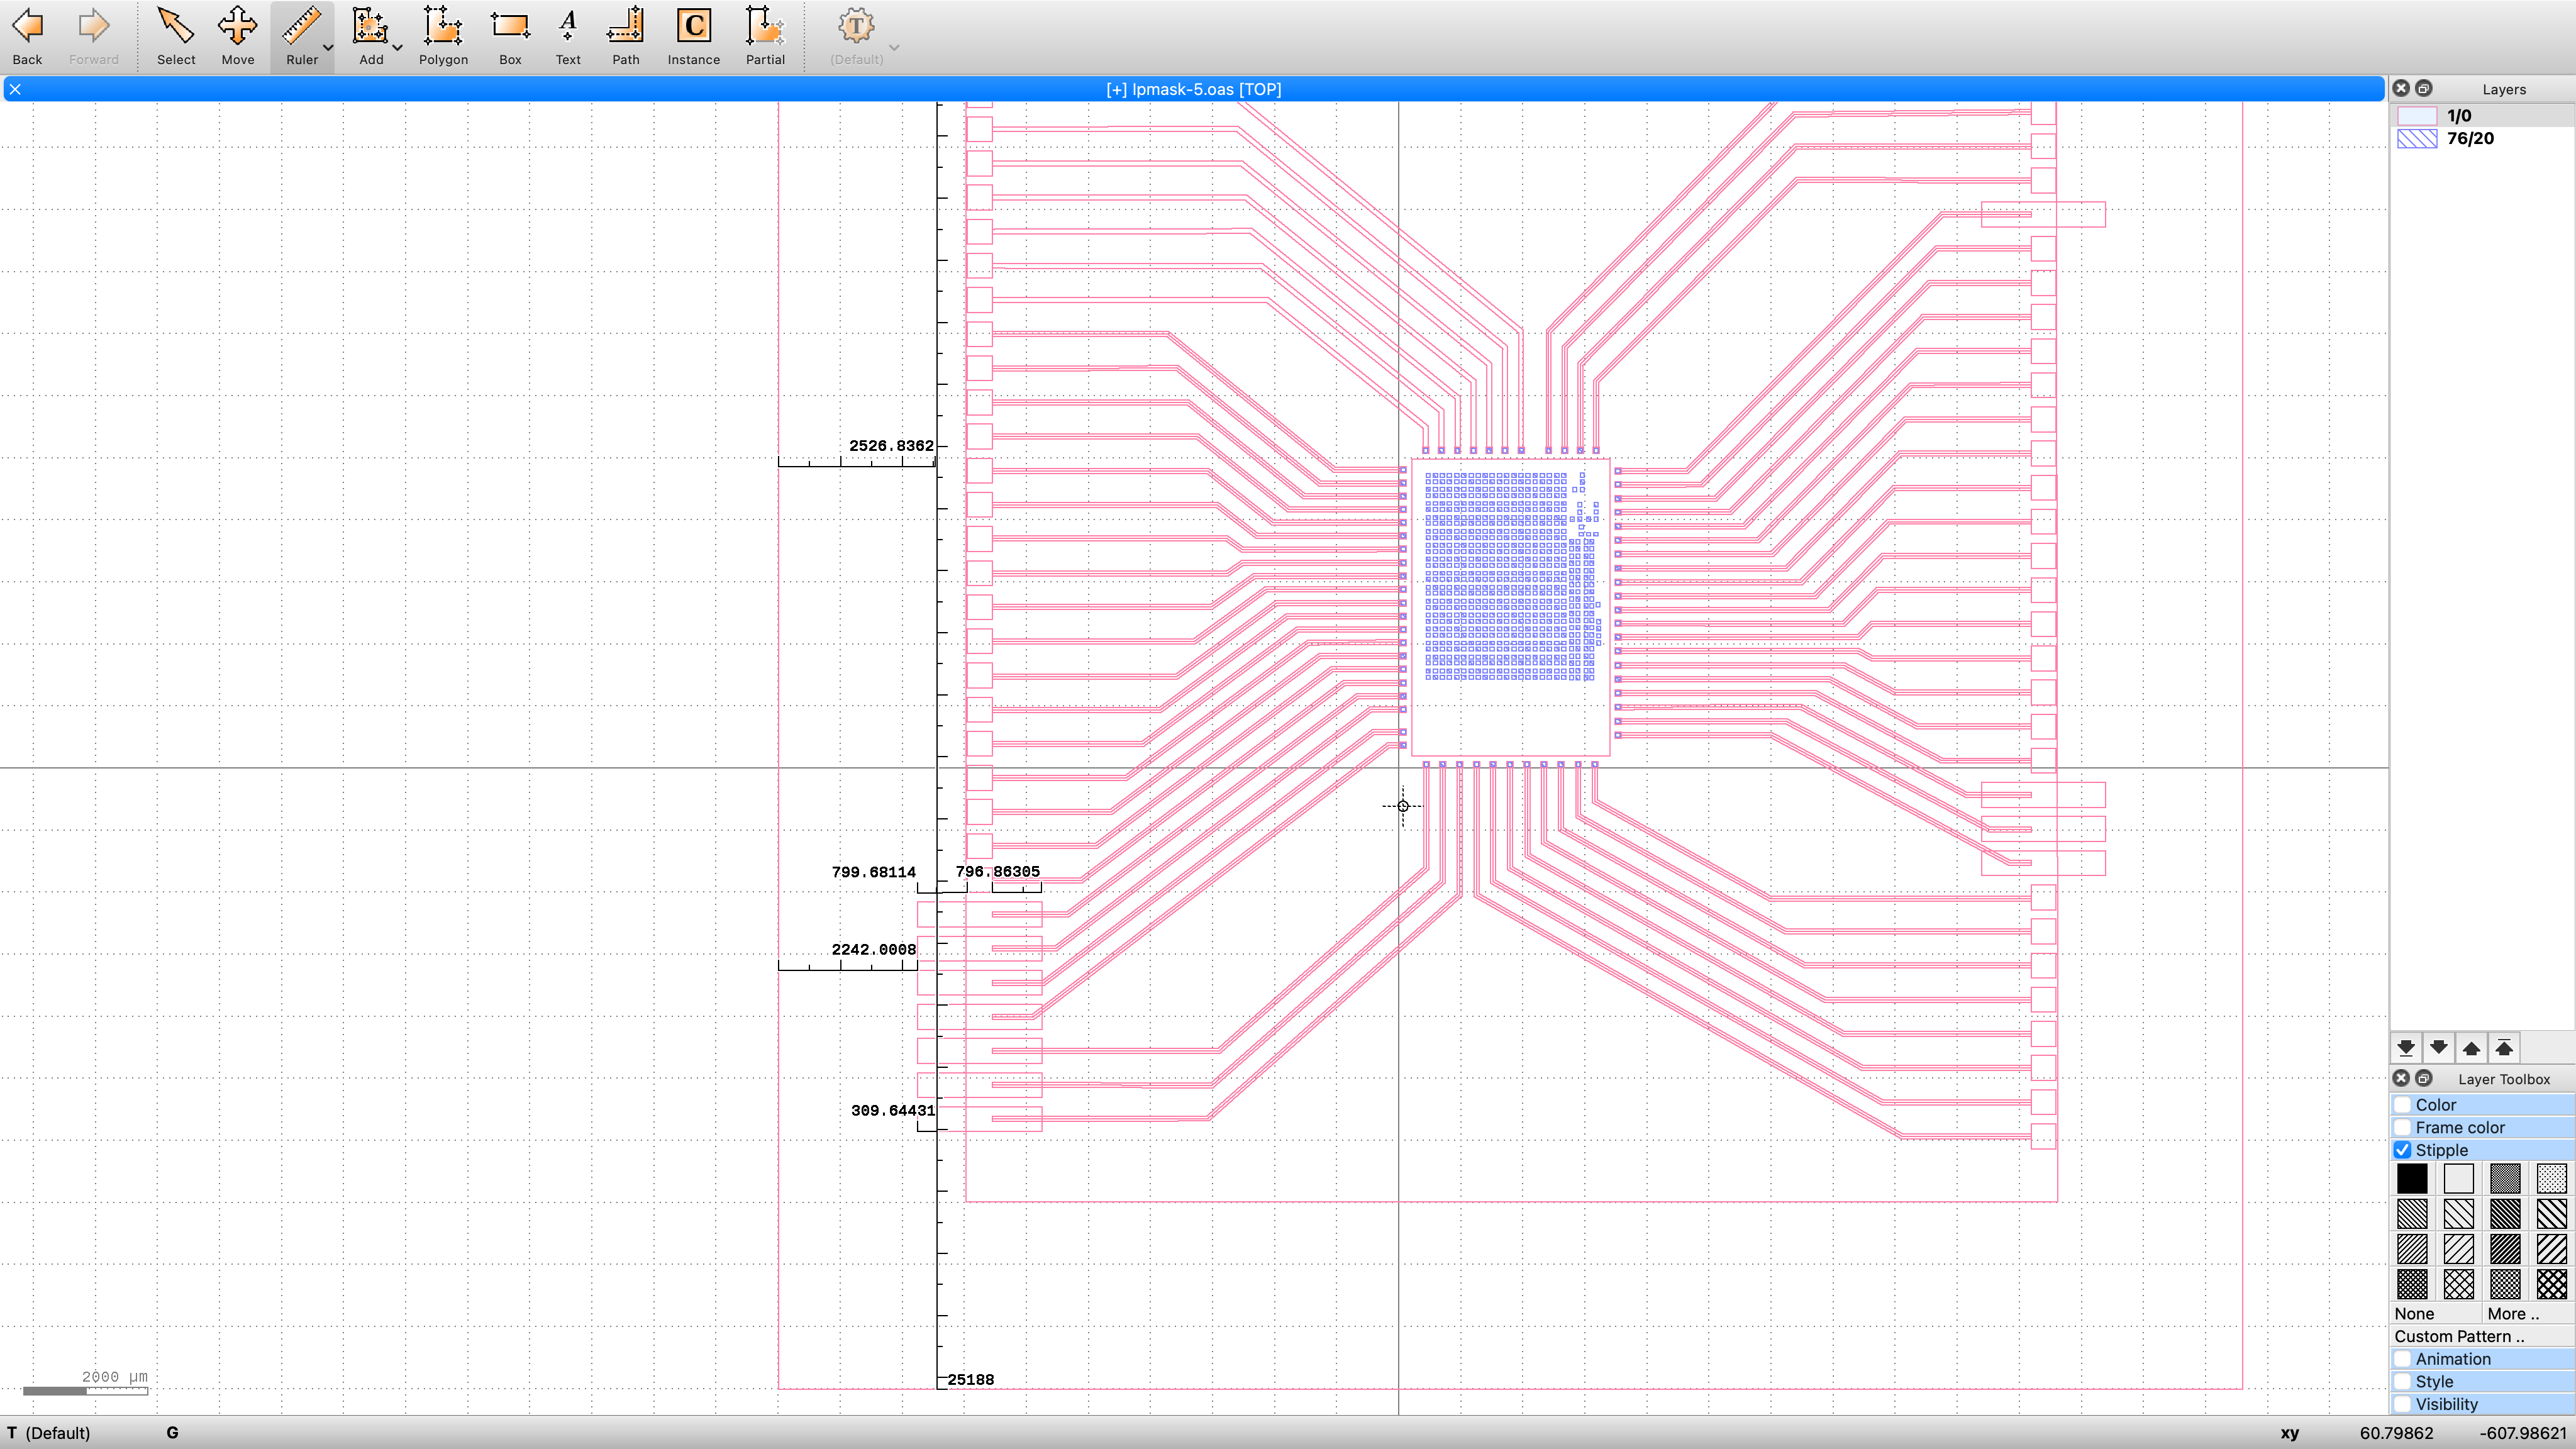 Back
Forward
Select
Move
Ruler
Add
Polygon
Box
A
Text
Path
C
Instance
Partial
T
(Default)
[+] lpmask-5.oas [TOP]
Layers
1/0
76/20
2526.8362
799.68114
796.86305
2242.0008
309.64431
25188
2000 µm
Layer Toolbox
Color
Frame color
Stipple
None
More ..
Custom Pattern ..
Animation
Style
Visibility
T (Default)
G
xy
60.79862
-607.98621